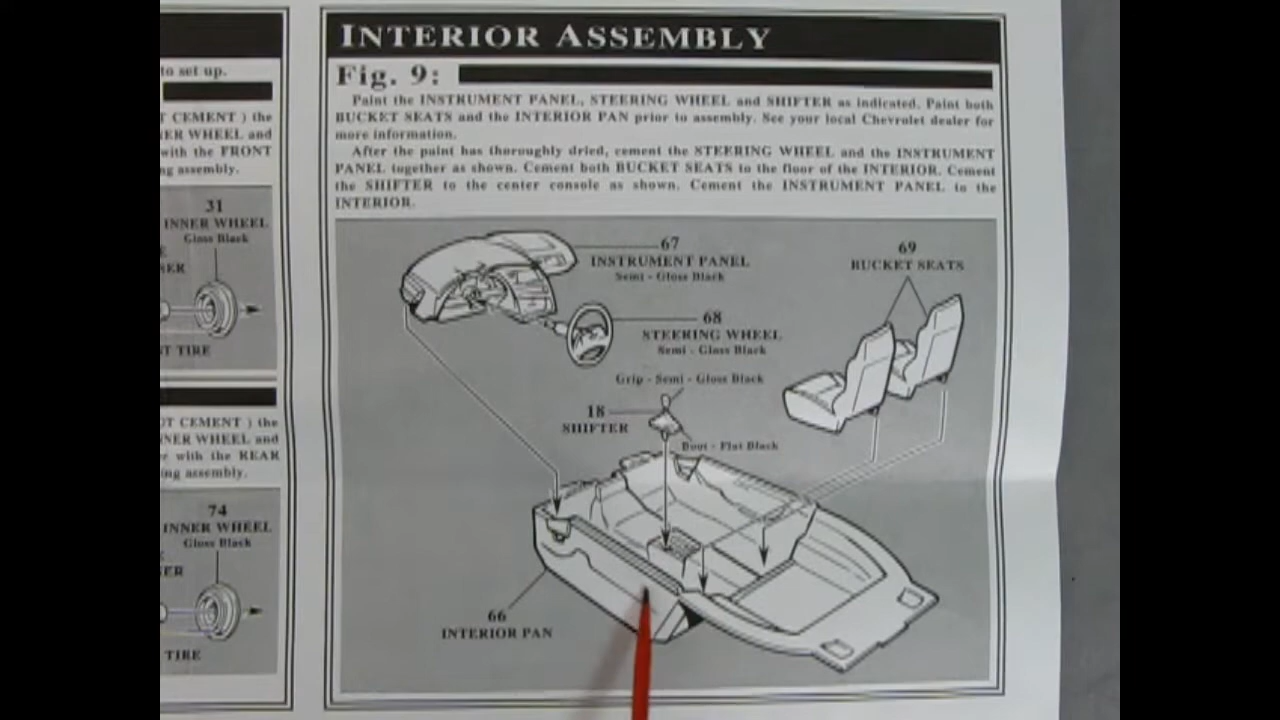 to set up.
T CEMENT ) the
ER WHEEL and
with the FRONT
ng assembly.
31
INNER WHEEL
Gloss Black
T TIRE
OT CEMENT ) the
NER WHEEL and
r with the REAR
ing assembly.
74
INNER WHEEL
Gloss Black
TIRE
INTERIOR ASSEMBLY
Fig. 9:
Paint the INSTRUMENT PANEL, STEERING WHEEL and SHIFTER as indicated. Paint both
BUCKET SEATS and the INTERIOR PAN prior to assembly. See your local Chevrolet dealer for
more information.
After the paint has thoroughly dried, cement the STEERING WHEEL and the INSTRUMENT
PANEL together as shown. Cement both BUCKET SEATS to the floor of the INTERIOR. Cement
the SHIFTER to the center console as shown. Cement the INSTRUMENT PANEL to the
INTERIOR.
67
INSTRUMENT PANEL
Semi - Gloss Black
69
BUCKET SEATS
68
STEERING WHEEL
Semi - Gloss Black
Grip - Semi - Gloss Black
18
SHIFTER
Boot - Flat Black
66
INTERIOR PAN